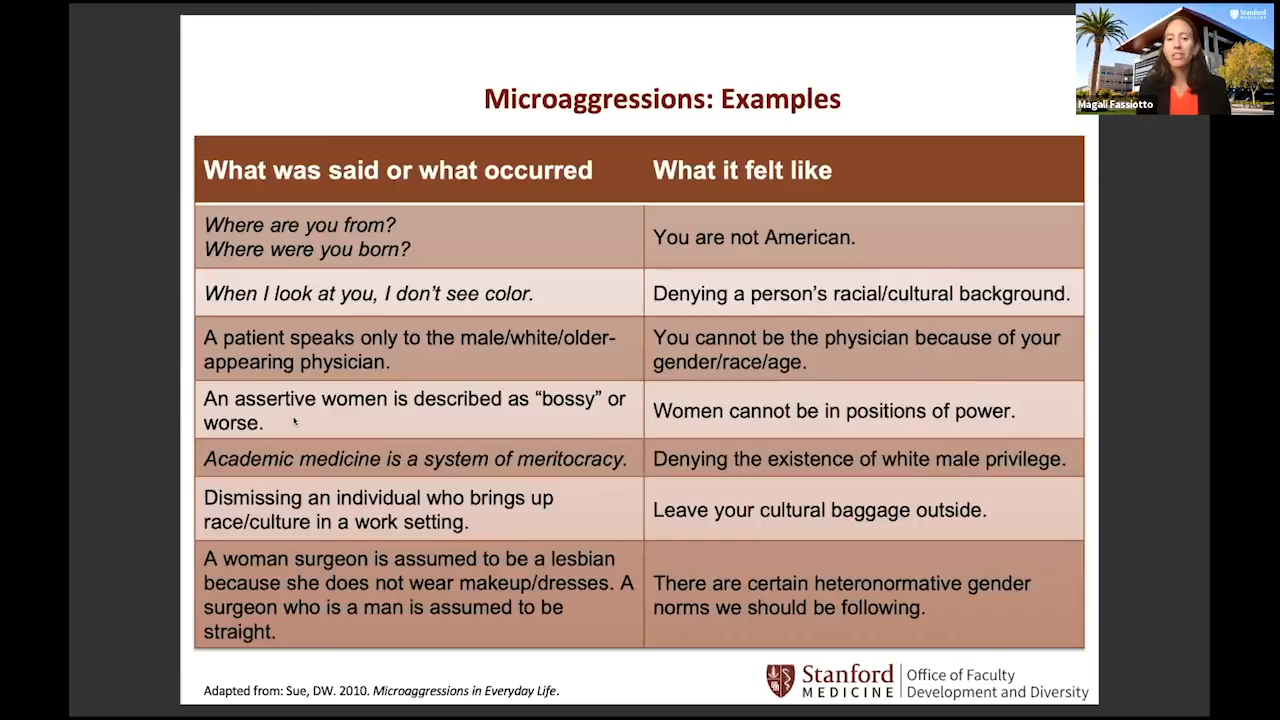 Stanford
MEDICINE
Magali Fassiotto
Microaggressions: Examples
What was said or what occurred
What it felt like
Where are you from?
Where were you born?
You are not American.
When I look at you, I don't see color.
Denying a person's racial/cultural background.
A patient speaks only to the male/white/older-
appearing physician.
You cannot be the physician because of your
gender/race/age.
An assertive women is described as "bossy" or
worse.
Women cannot be in positions of power.
Academic medicine is a system of meritocracy.
Denying the existence of white male privilege.
Dismissing an individual who brings up
race/culture in a work setting.
Leave your cultural baggage outside.
A woman surgeon is assumed to be a lesbian
because she does not wear makeup/dresses. A
surgeon who is a man is assumed to be
straight.
There are certain heteronormative gender
norms we should be following.
Adapted from: Sue, DW. 2010. Microaggressions in Everyday Life.
Stanford
MEDICINE
Office of Faculty
Development and Diversity